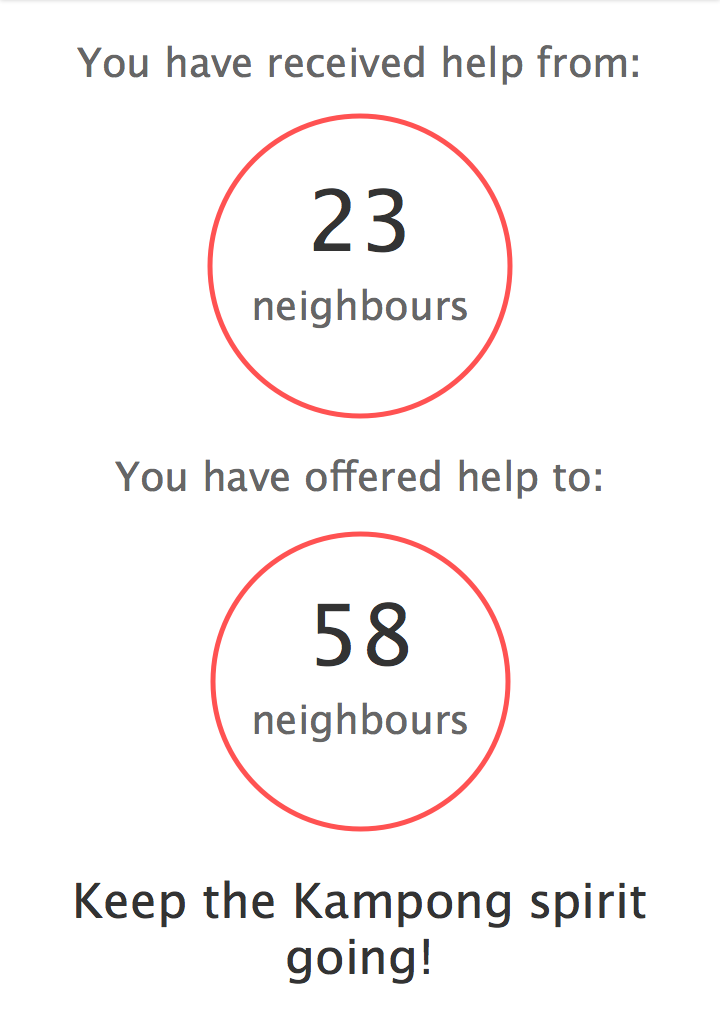 You have received help from:
23
neighbours
You have offered help to:
58
neighbours
Keep the Kampong spirit
going!